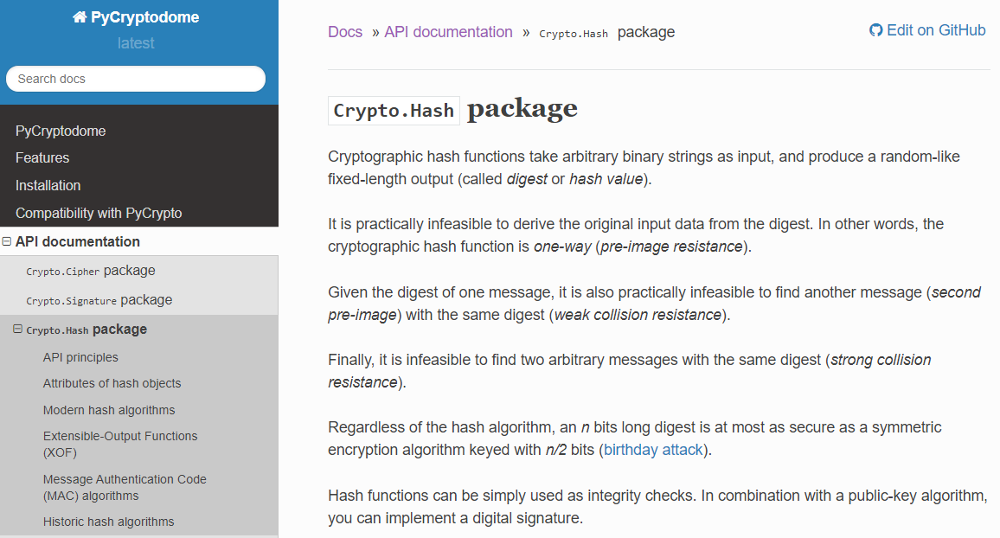 PyCryptodome
latest
Search docs
PyCryptodome
Features
Installation
Compatibility with PyCrypto
API documentation
Crypto.Cipher package
Crypto.Signature package
Crypto.Hash package
API principles
Attributes of hash objects
Modern hash algorithms
Extensible-Output Functions
(XOF)
Message Authentication Code
(MAC) algorithms
Historic hash algorithms
Docs » API documentation » Crypto.Hash package
Edit on GitHub
Crypto.Hash package
Cryptographic hash functions take arbitrary binary strings as input, and produce a random-like
fixed-length output (called digest or hash value).
It is practically infeasible to derive the original input data from the digest. In other words, the
cryptographic hash function is one-way (pre-image resistance).
Given the digest of one message, it is also practically infeasible to find another message (second
pre-image) with the same digest (weak collision resistance).
Finally, it is infeasible to find two arbitrary messages with the same digest (strong collision
resistance).
Regardless of the hash algorithm, an n bits long digest is at most as secure as a symmetric
encryption algorithm keyed with n/2 bits (birthday attack).
Hash functions can be simply used as integrity checks. In combination with a public-key algorithm,
you can implement a digital signature.